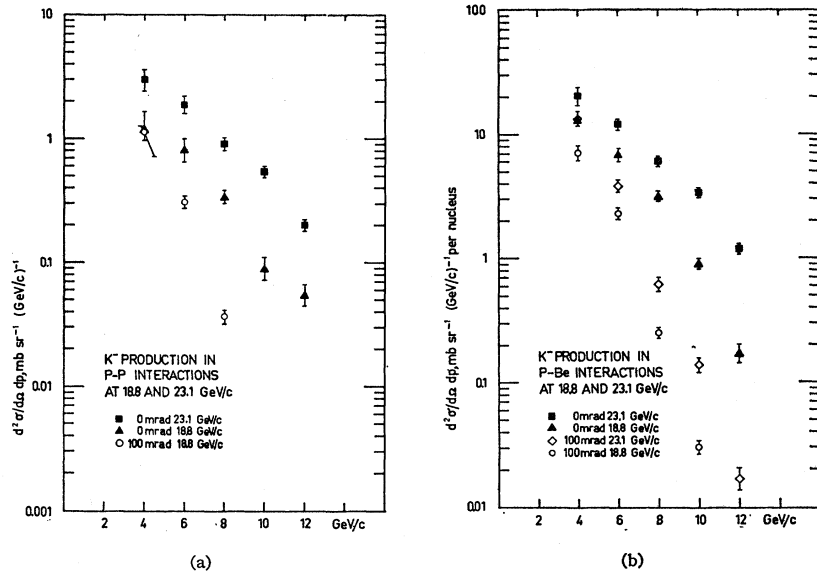 10
1
0.1
0.01
0.001
d²σ/dΩ dp, mb sr⁻¹ (GeV/c)⁻¹
K⁻ PRODUCTION IN
P-P INTERACTIONS
AT 18.8 AND 23.1 GeV/c
■ 0 mrad 23.1 GeV/c
▲ 0 mrad 18.8 GeV/c
○ 100 mrad 18.8 GeV/c
2 4 6 8 10 12 GeV/c
(a)
100
10
1
0.1
0.01
d²σ/dΩ dp, mb sr⁻¹ (GeV/c)⁻¹ per nucleus
K⁻ PRODUCTION IN
P-Be INTERACTIONS
AT 18.8 AND 23.1 GeV/c
■ 0 mrad 23,1 GeV/c
▲ 0 mrad 18.8 GeV/c
◇ 100 mrad 23.1 GeV/c
○ 100 mrad 18.8 GeV/c
2 4 6 8 10 12 GeV/c
(b)